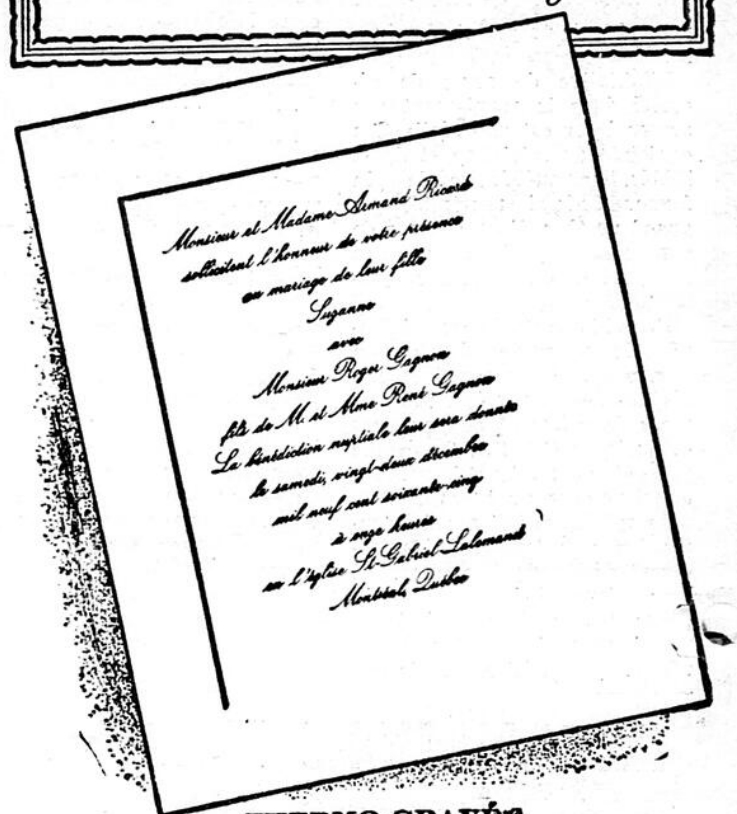 Monsieur et Madame Armand Ricard
sollicitent l'honneur de votre présence
au mariage de leur fille
Suzanne
avec
Monsieur Roger Gagnon
fils de M. et Mme René Gagnon
La bénédiction nuptiale leur sera donnée
le samedi, vingt-deux décembre
mil neuf cent soixante-cinq
à onze heures
en l'église St-Gabriel-Lalemand
Montréal, Québec